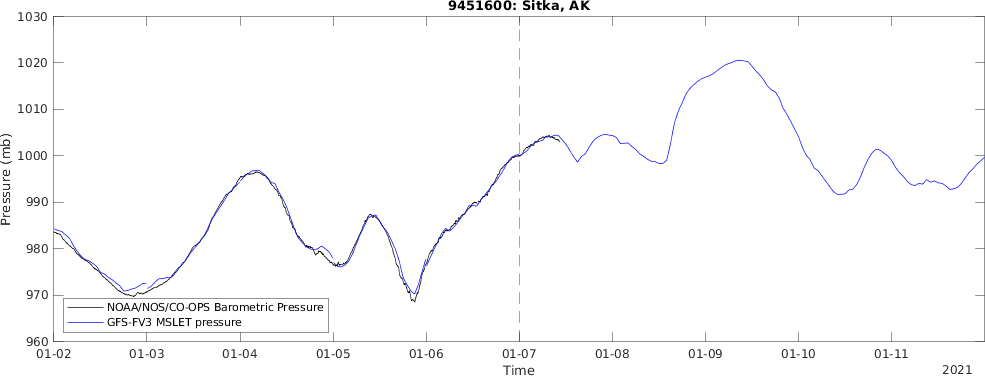 9451600: Sitka, AK
1030
1020
1010
1000
990
980
970
960
Pressure (mb)
NOAA/NOS/CO-OPS Barometric Pressure
GFS-FV3 MSLET pressure
01-02 01-03 01-04 01-05 01-06 01-07 01-08 01-09 01-10 01-11
Time
2021